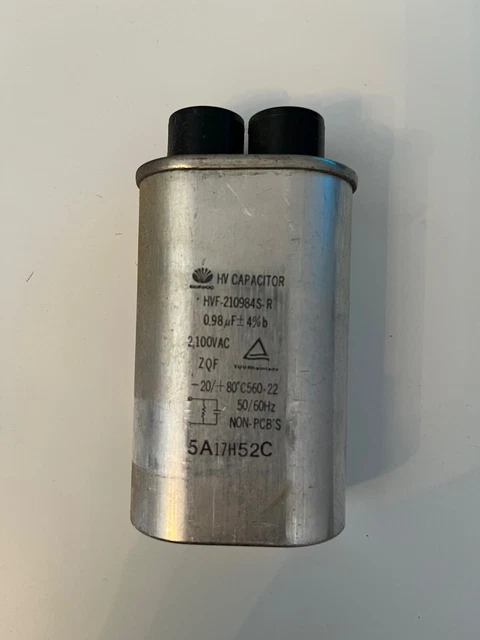 HV CAPACITOR
HVF-210984S-R
0.98µF±4%b
2,100VAC
ZQF
-20/+80°C560-22
50/60Hz
NON-PCB'S
5A17H52C